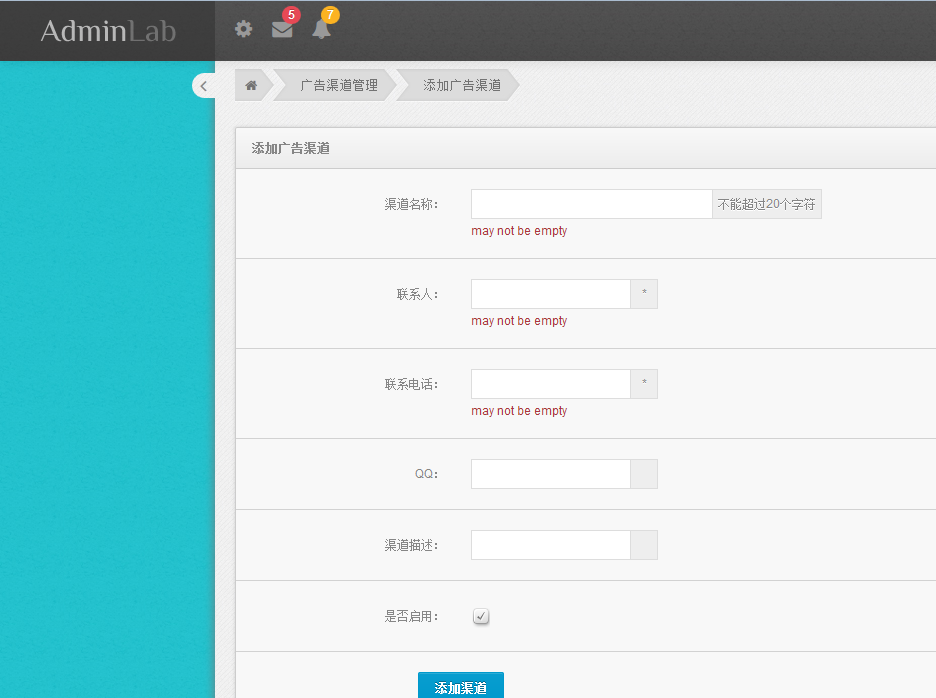 AdminLab
5
7
广告渠道管理
添加广告渠道
添加广告渠道
渠道名称：
不能超过20个字符
may not be empty
联系人：
*
may not be empty
联系电话：
*
may not be empty
QQ：
渠道描述：
是否启用：
添加渠道